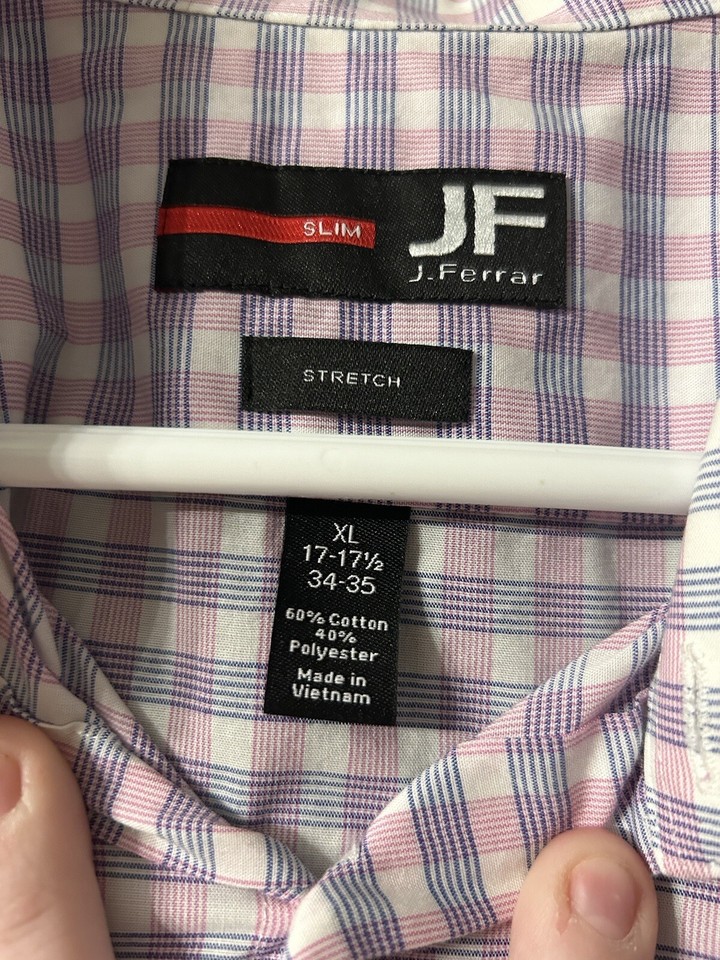 SLIM
JF
J.Ferrar
STRETCH
XL
17-17½
34-35
60% Cotton
40%
Polyester
Made in
Vietnam